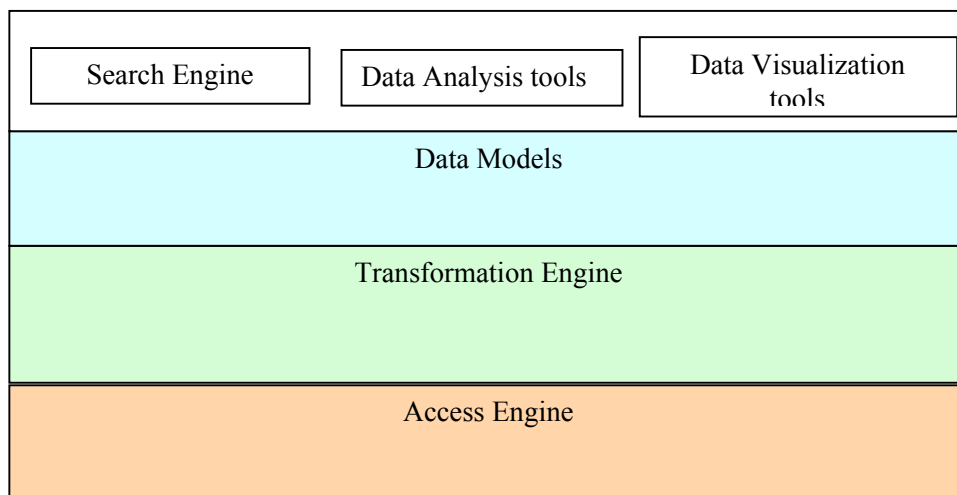 Search Engine
Data Analysis tools
Data Visualization
tools
Data Models
Transformation Engine
Access Engine